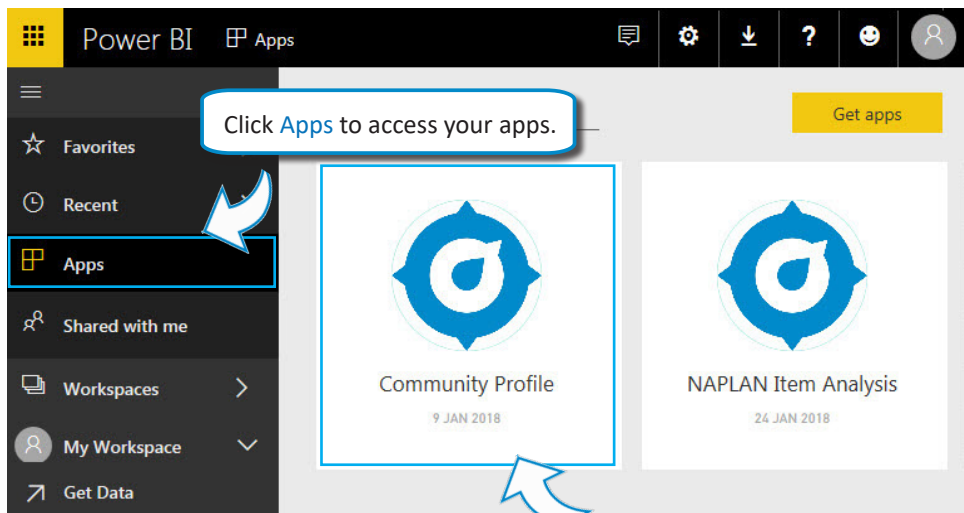 Power BI Apps ?
Click Apps to access your apps.
Get apps
Favorites
Recent
Apps
Shared with me
Workspaces
My Workspace
Get Data
Community Profile
9 JAN 2018
NAPLAN Item Analysis
24 JAN 2018